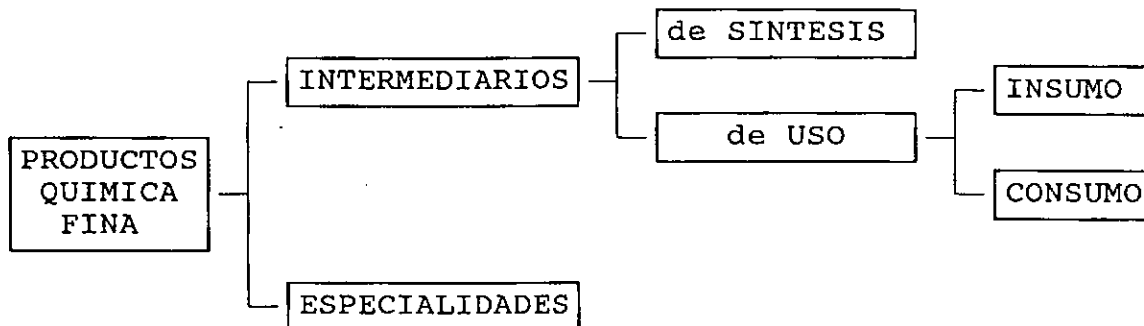 de SINTESIS
INTERMEDIARIOS
INSUMO
de USO
PRODUCTOS
QUIMICA
FINA
CONSUMO
ESPECIALIDADES